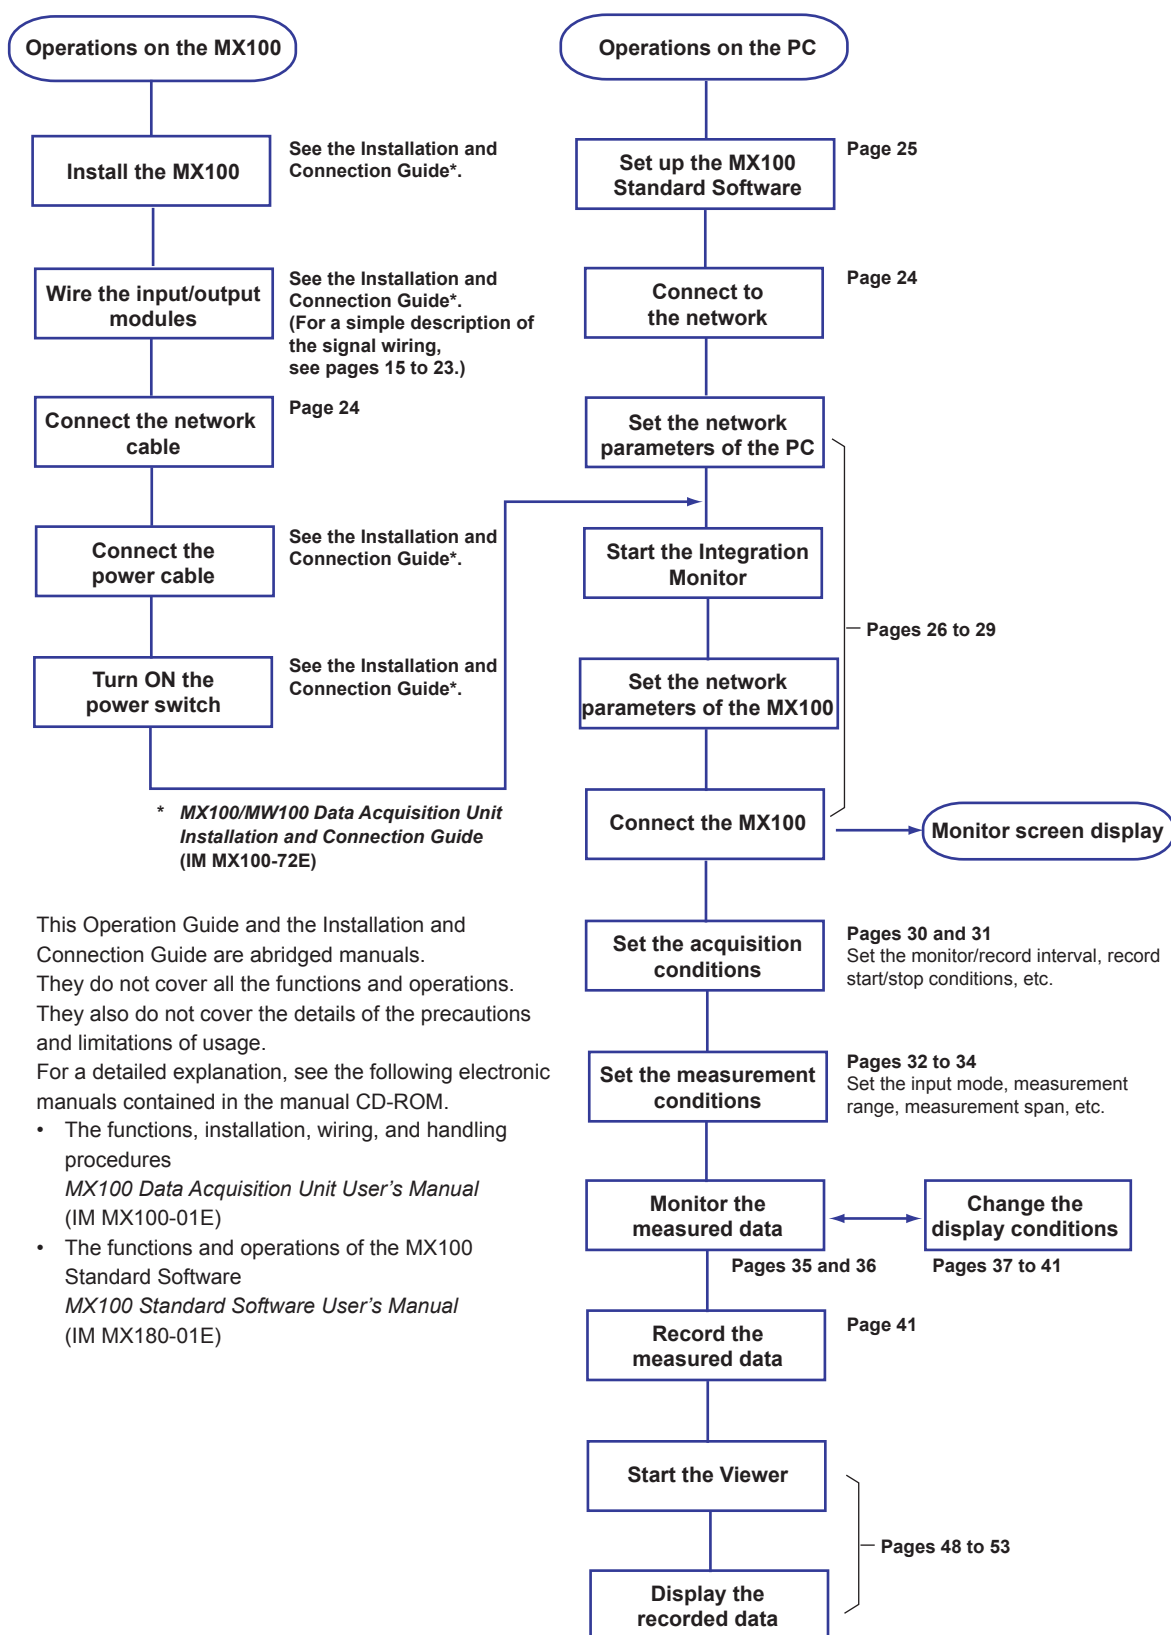 Operations on the MX100
Install the MX100
See the Installation and
Connection Guide*.
Wire the input/output
modules
See the Installation and
Connection Guide*.
(For a simple description of
the signal wiring,
see pages 15 to 23.)
Connect the network
cable
Page 24
Connect the
power cable
See the Installation and
Connection Guide*.
Turn ON the
power switch
See the Installation and
Connection Guide*.
* MX100/MW100 Data Acquisition Unit
Installation and Connection Guide
(IM MX100-72E)
This Operation Guide and the Installation and
Connection Guide are abridged manuals.
They do not cover all the functions and operations.
They also do not cover the details of the precautions
and limitations of usage.
For a detailed explanation, see the following electronic
manuals contained in the manual CD-ROM.
• The functions, installation, wiring, and handling
procedures
MX100 Data Acquisition Unit User's Manual
(IM MX100-01E)
• The functions and operations of the MX100
Standard Software
MX100 Standard Software User's Manual
(IM MX180-01E)
Operations on the PC
Set up the MX100
Standard Software
Page 25
Connect to
the network
Page 24
Set the network
parameters of the PC
Start the Integration
Monitor
Set the network
parameters of the MX100
Pages 26 to 29
Connect the MX100
Monitor screen display
Set the acquisition
conditions
Pages 30 and 31
Set the monitor/record interval, record
start/stop conditions, etc.
Set the measurement
conditions
Pages 32 to 34
Set the input mode, measurement
range, measurement span, etc.
Monitor the
measured data
Pages 35 and 36
Change the
display conditions
Pages 37 to 41
Record the
measured data
Page 41
Start the Viewer
Pages 48 to 53
Display the
recorded data